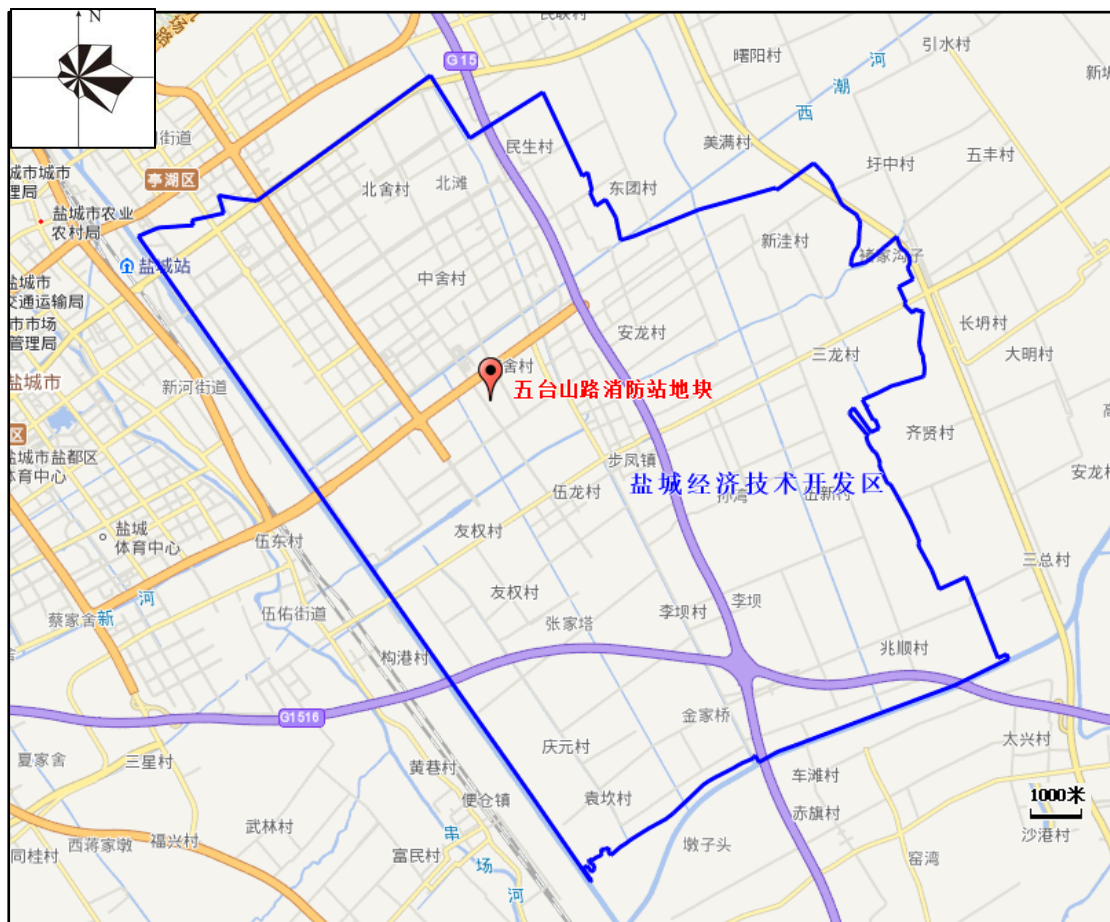 N
民联村
曙阳村
引水村
河
潮
西
G15
街道
美满村
民生村
圩中村
五丰村
城市城市
理局
亭湖区
北舍村
北滩
东团村
盐城市农业
农村局
新洼村
褚家沟子
盐城站
中舍村
盐城市
交通运输局
安龙村
长坍村
市市场
管理局
三龙村
大明村
舍村
盐城市
新河街道
五台山路消防站地块
区
齐贤村
盐城市盐都区
体育中心
步凤镇
盐城经济技术开发区
伍龙村
友权村
盐城
体育中心
伍东村
三总村
友权村
蔡家舍
新
河
伍佑街道
张家塔
李坝村
李坝
构港村
兆顺村
G1516
金家桥
太兴村
夏家舍
三星村
庆元村
黄巷村
车滩村
1000米
便仓镇
袁坎村
赤旗村
武林村
串
场
河
福兴村
西蒋家墩
同桂村
富民村
墩子头
沙港村
窑湾